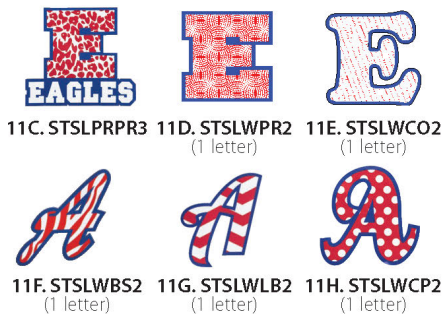 E E E
EAGLES
11C. STSLPRPR3 11D. STSLWPR2 11E. STSLWCO2
(1 letter) (1 letter)
A A A
11F. STSLWBS2 11G. STSLWLB2 11H. STSLWCP2
(1 letter) (1 letter) (1 letter)